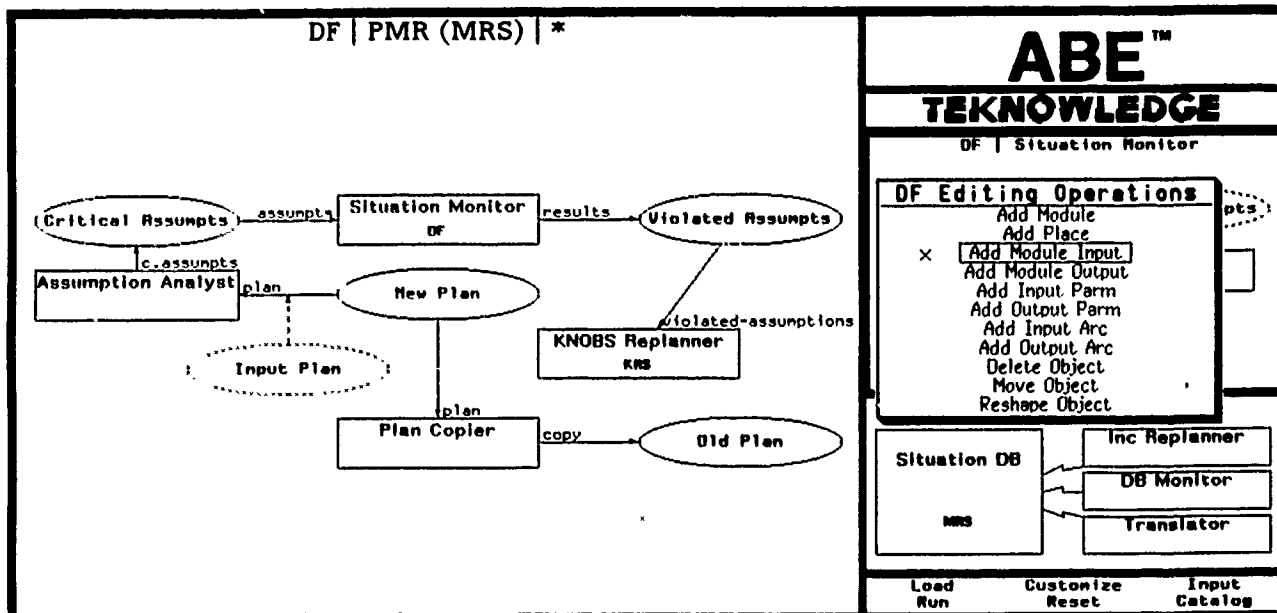 DF | PMR (MRS) | *
Critical Assumpts
assumpts
Situation Monitor
DF
results
Violated Assumpts
c.assumpts
Assumption Analyst
plan
New Plan
violated-assumptions
KNOBS Replanner
KRS
Input Plan
plan
Plan Copier
copy
Old Plan
ABE™
TEKNOWLEDGE
DF | Situation Monitor
DF Editing Operations
Add Module
Add Place
× Add Module Input
Add Module Output
Add Input Parm
Add Output Parm
Add Input Arc
Add Output Arc
Delete Object
Move Object
Reshape Object
pts
Situation DB
MRS
Inc Replanner
DB Monitor
Translator
Load Customize Input
Run Reset Catalog